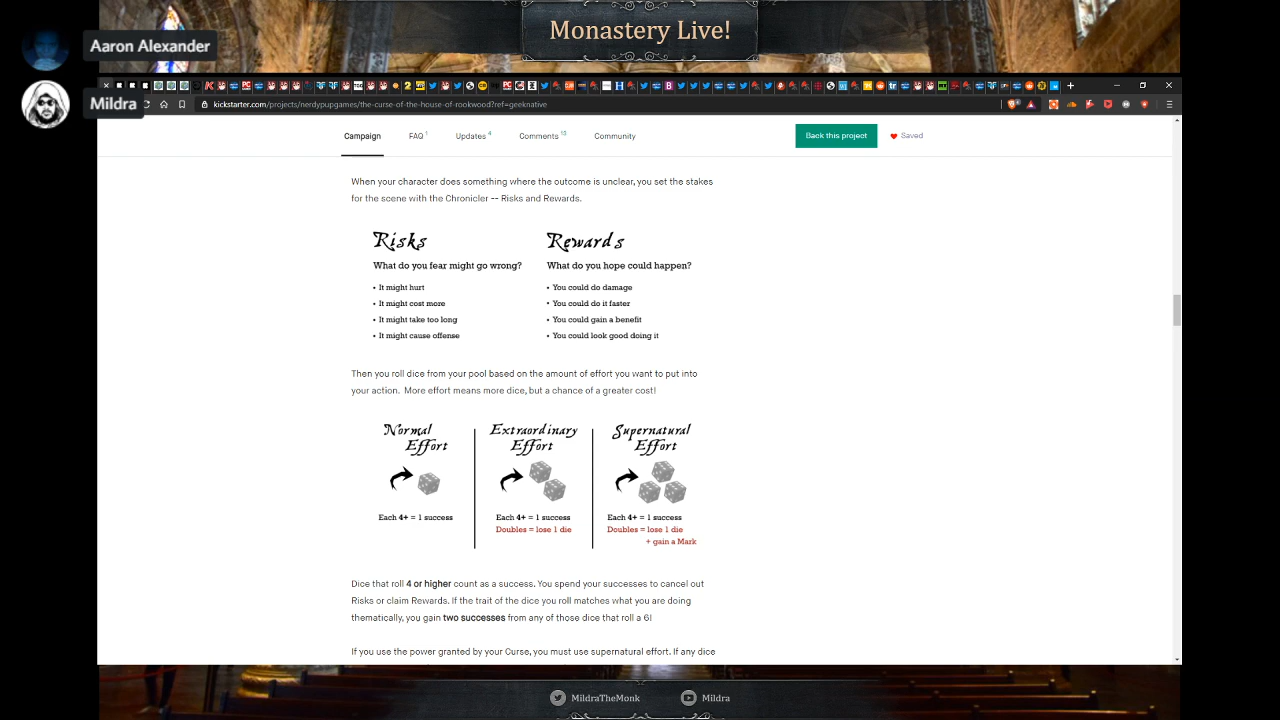 Monastery Live!
Aaron Alexander
Mildra
kickstarter.com/projects/nerdypupgames/the-curse-of-the-house-of-rookwood?ref=geeknative
Campaign FAQ 1 Updates 4 Comments 13 Community Back this project Saved
When your character does something where the outcome is unclear, you set the stakes
for the scene with the Chronicler -- Risks and Rewards.
Risks Rewards
What do you fear might go wrong? What do you hope could happen?
• It might hurt • You could do damage
• It might cost more • You could do it faster
• It might take too long • You could gain a benefit
• It might cause offense • You could look good doing it
Then you roll dice from your pool based on the amount of effort you want to put into
your action. More effort means more dice, but a chance of a greater cost!
Normal Extraordinary Supernatural
Effort Effort Effort
Each 4+ = 1 success Each 4+ = 1 success Each 4+ = 1 success
Doubles = lose 1 die Doubles = lose 1 die
+ gain a Mark
Dice that roll 4 or higher count as a success. You spend your successes to cancel out
Risks or claim Rewards. If the trait of the dice you roll matches what you are doing
thematically, you gain two successes from any of those dice that roll a 6!
If you use the power granted by your Curse, you must use supernatural effort. If any dice
MildraTheMonk Mildra